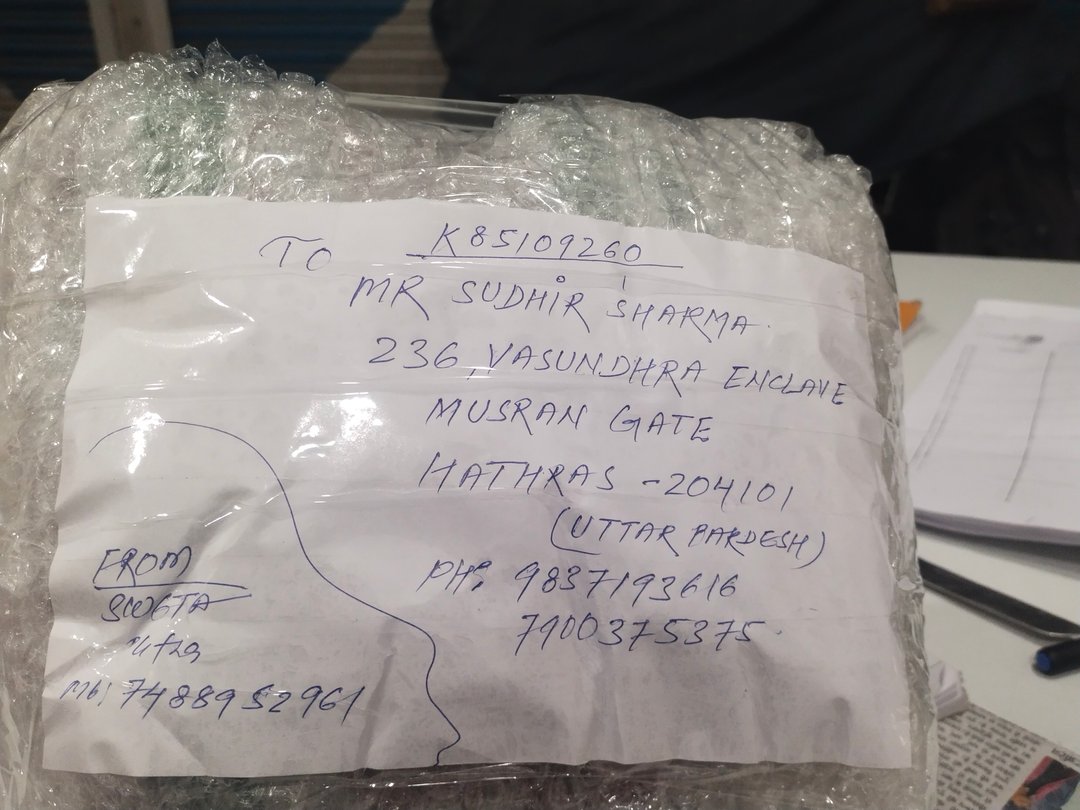 TO K85109260
MR SUDHIR SHARMA.
236, VASUNDHRA ENCLAVE
MUSRAN GATE
HATHRAS - 204101
(UTTAR PARDESH)
PH: 9837193616
7900375375
FROM
SWETA
Mb: 7488952961